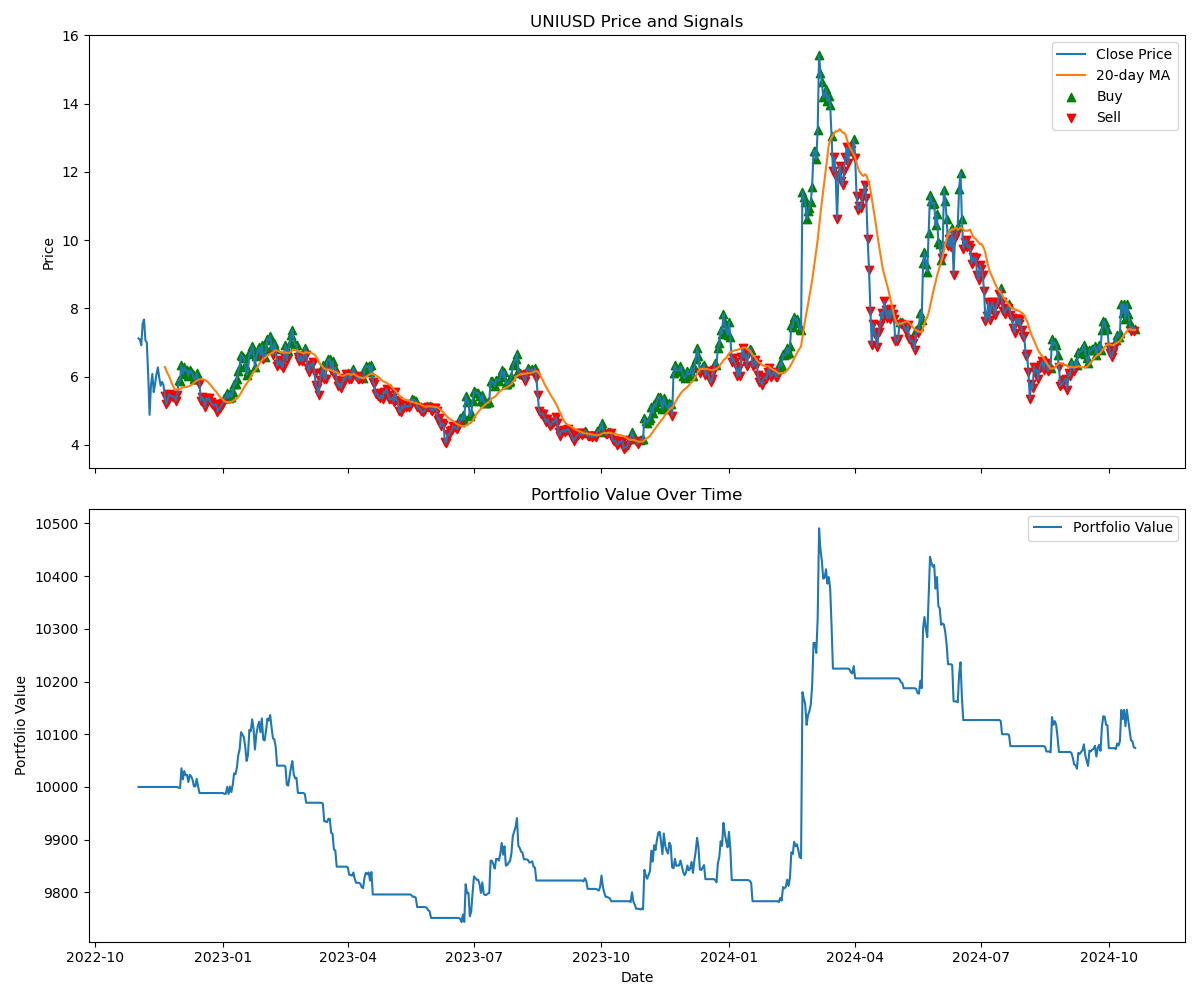 UNIUSD Price and Signals
Price
16
14
12
10
8
6
4
Close Price
20-day MA
Buy
Sell
Portfolio Value Over Time
Portfolio Value
10500
10400
10300
10200
10100
10000
9900
9800
Portfolio Value
2022-10
2023-01
2023-04
2023-07
2023-10
2024-01
2024-04
2024-07
2024-10
Date